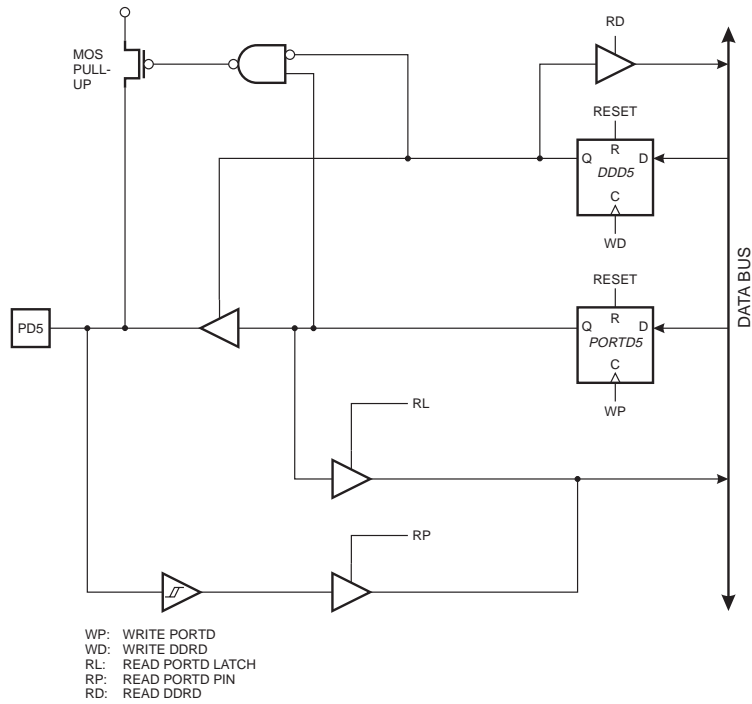 RD
MOS
PULL-
UP
RESET
R
Q
D
DDD5
C
WD
RESET
R
PD5
Q
D
PORTD5
C
WP
DATA BUS
RL
RP
WP: WRITE PORTD
WD: WRITE DDRD
RL: READ PORTD LATCH
RP: READ PORTD PIN
RD: READ DDRD